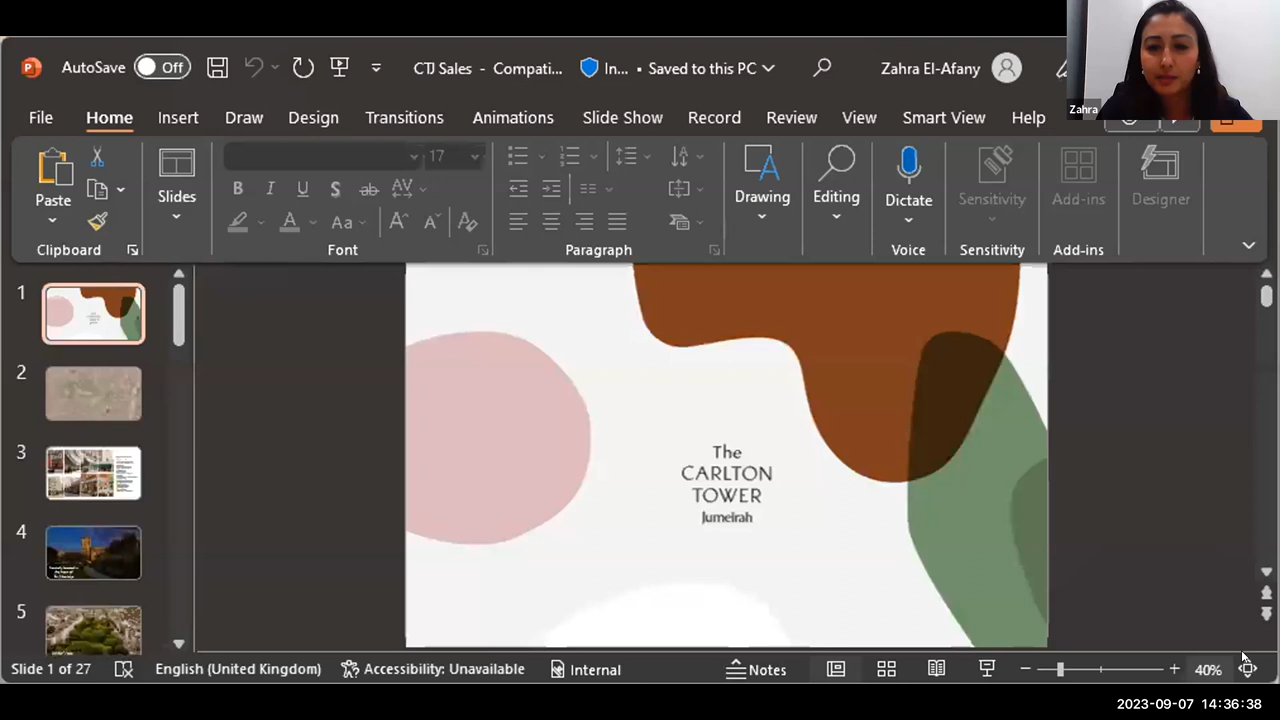 AutoSave Off CTJ Sales - Compati... In... • Saved to this PC Zahra El-Afany
Zahra
File Home Insert Draw Design Transitions Animations Slide Show Record Review View Smart View Help
Paste Slides 17 Drawing Editing Dictate Sensitivity Add-ins Designer
B I U S ab AV
A Aa A A A
Clipboard Font Paragraph Voice Sensitivity Add-ins
1
2
3
4
5
The
CARLTON
TOWER
Jumeirah
Slide 1 of 27 English (United Kingdom) Accessibility: Unavailable Internal Notes 40%
2023-09-07 14:36:38